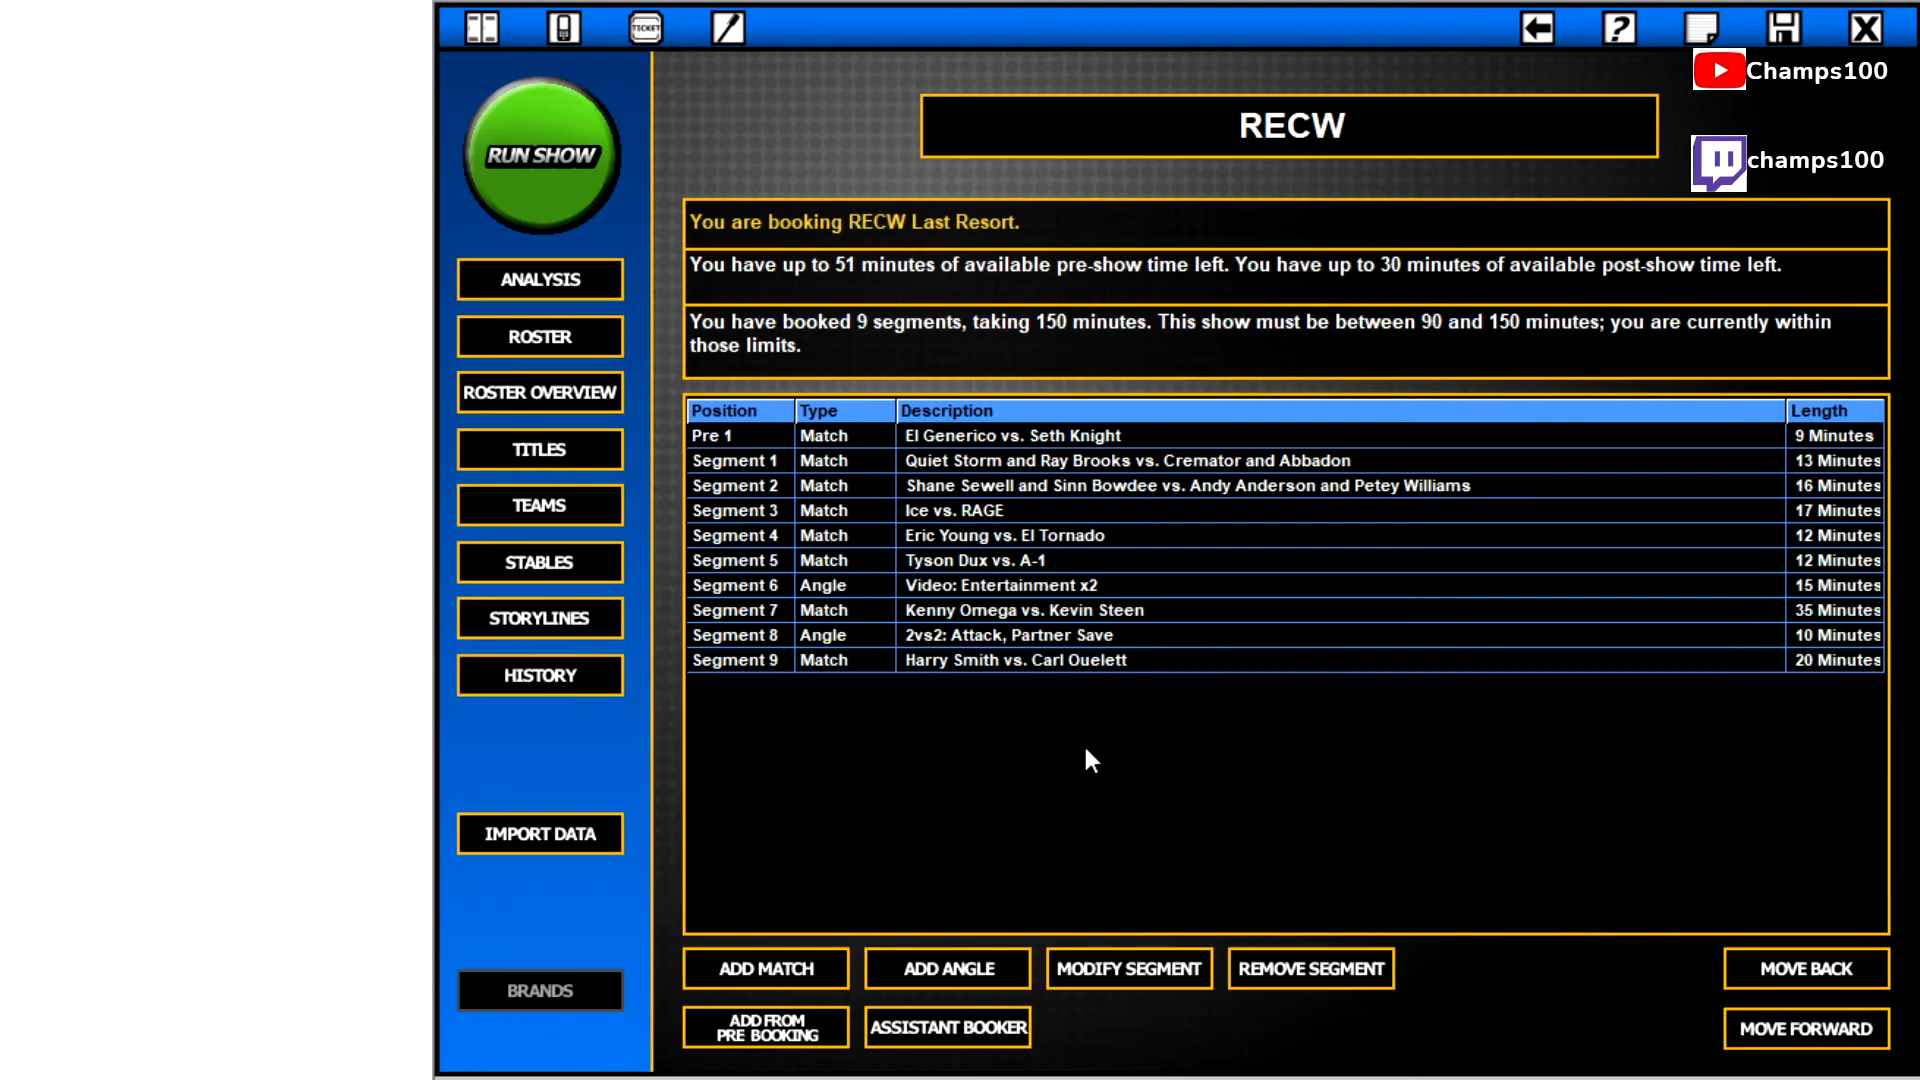 TICKET
Champs100
champs100
RUN SHOW
RECW
You are booking RECW Last Resort.
You have up to 51 minutes of available pre-show time left. You have up to 30 minutes of available post-show time left.
You have booked 9 segments, taking 150 minutes. This show must be between 90 and 150 minutes; you are currently within
those limits.
ANALYSIS
ROSTER
ROSTER OVERVIEW
TITLES
TEAMS
STABLES
STORYLINES
HISTORY
IMPORT DATA
BRANDS
Position Type Description Length
Pre 1 Match El Generico vs. Seth Knight 9 Minutes
Segment 1 Match Quiet Storm and Ray Brooks vs. Cremator and Abbadon 13 Minutes
Segment 2 Match Shane Sewell and Sinn Bowdee vs. Andy Anderson and Petey Williams 16 Minutes
Segment 3 Match Ice vs. RAGE 17 Minutes
Segment 4 Match Eric Young vs. El Tornado 12 Minutes
Segment 5 Match Tyson Dux vs. A-1 12 Minutes
Segment 6 Angle Video: Entertainment x2 15 Minutes
Segment 7 Match Kenny Omega vs. Kevin Steen 35 Minutes
Segment 8 Angle 2vs2: Attack, Partner Save 10 Minutes
Segment 9 Match Harry Smith vs. Carl Ouelett 20 Minutes
ADD MATCH
ADD ANGLE
MODIFY SEGMENT
REMOVE SEGMENT
MOVE BACK
ADD FROM
PRE BOOKING
ASSISTANT BOOKER
MOVE FORWARD